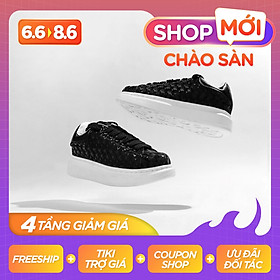 6.6 ▸ 8.6
SHOP MỚI
CHÀO SÀN
4 TẦNG GIẢM GIÁ
FREESHIP + TIKI TRỢ GIÁ + COUPON SHOP + ƯU ĐÃI ĐỐI TÁC